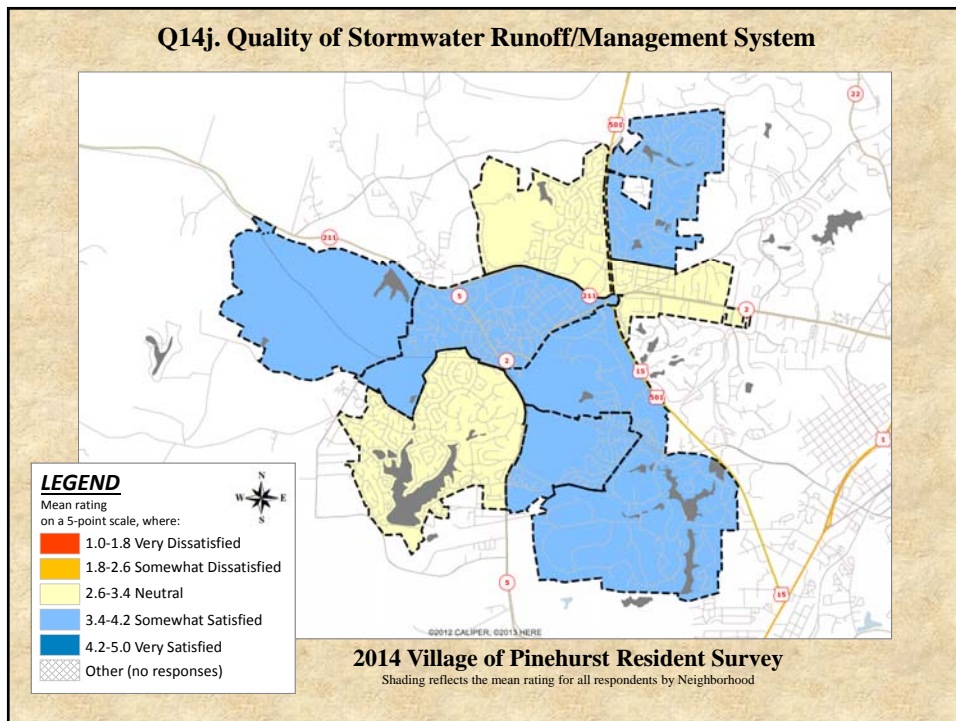 Q14j. Quality of Stormwater Runoff/Management System
22
501
211
5
211
2
2
15
501
1
LEGEND
Mean rating
on a 5-point scale, where:
N
W E
S
1.0-1.8 Very Dissatisfied
1.8-2.6 Somewhat Dissatisfied
2.6-3.4 Neutral
3.4-4.2 Somewhat Satisfied
4.2-5.0 Very Satisfied
Other (no responses)
5
15
©2012 CALIPER, ©2013 HERE
2014 Village of Pinehurst Resident Survey
Shading reflects the mean rating for all respondents by Neighborhood